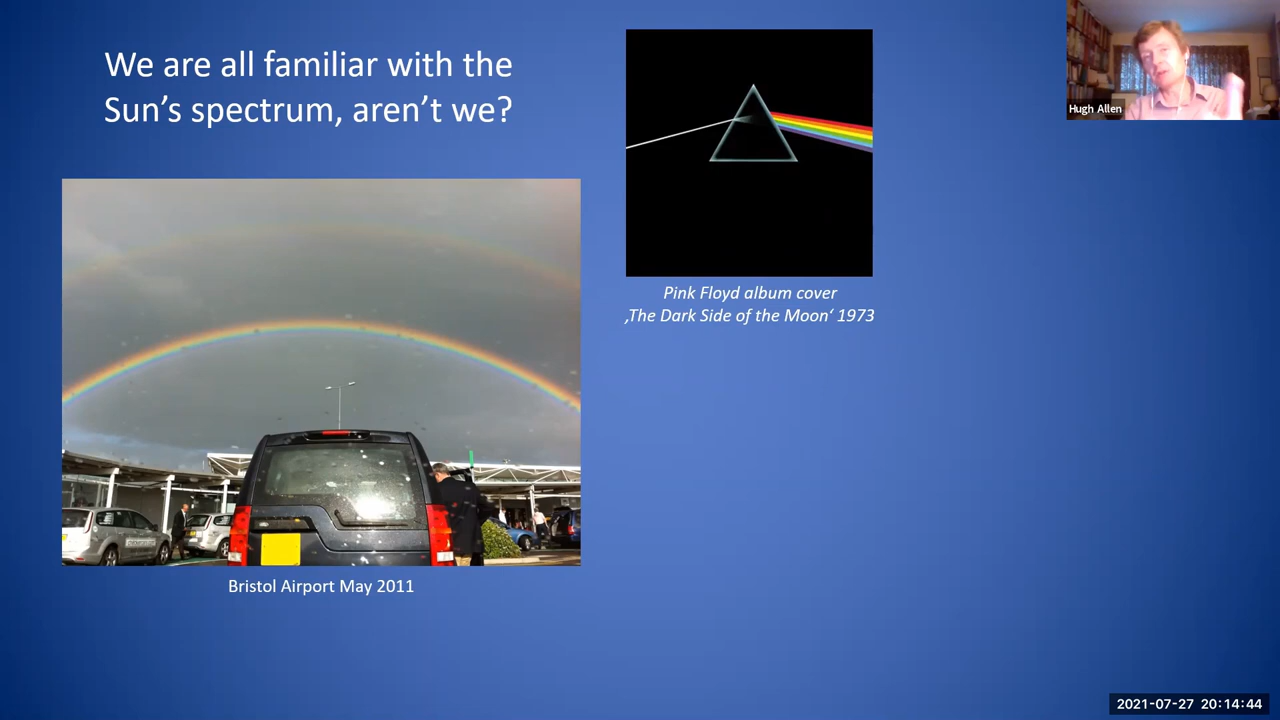 We are all familiar with the
Sun’s spectrum, aren’t we?
Pink Floyd album cover
‚The Dark Side of the Moon‘ 1973
Hugh Allen
Bristol Airport May 2011
2021-07-27 20:14:44